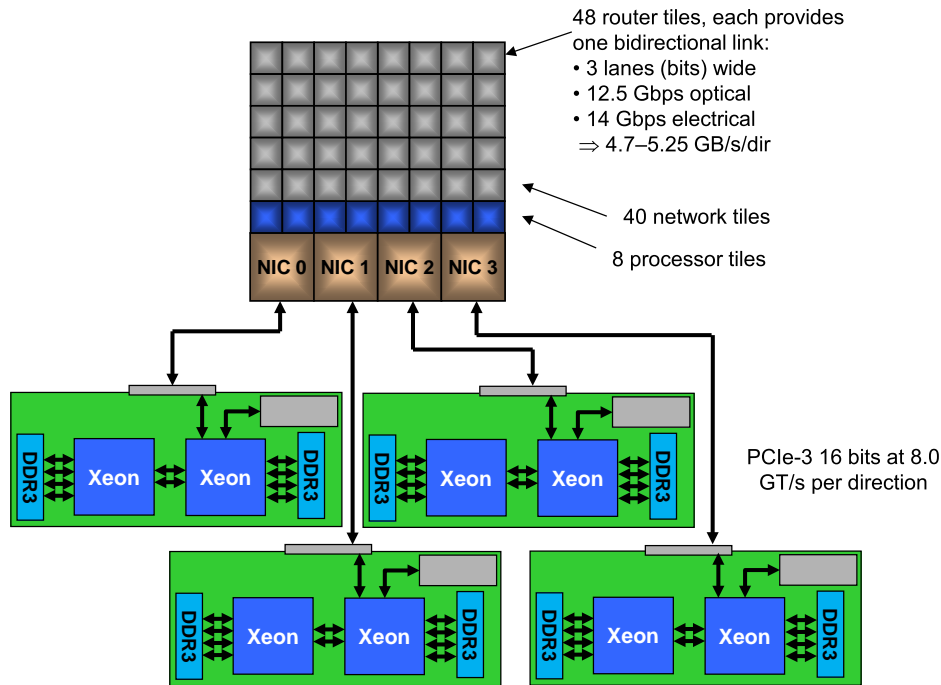 48 router tiles, each provides
one bidirectional link:
• 3 lanes (bits) wide
• 12.5 Gbps optical
• 14 Gbps electrical
⇒ 4.7–5.25 GB/s/dir
40 network tiles
8 processor tiles
NIC 0
NIC 1
NIC 2
NIC 3
DDR3
Xeon
Xeon
DDR3
DDR3
Xeon
Xeon
DDR3
PCIe-3 16 bits at 8.0
GT/s per direction
DDR3
Xeon
Xeon
DDR3
DDR3
Xeon
Xeon
DDR3